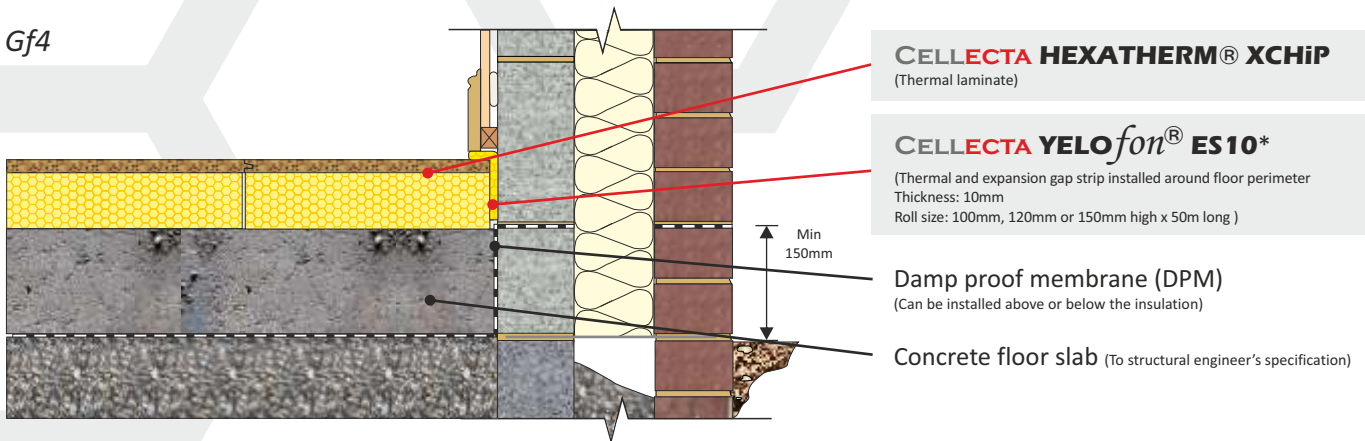 Gf4
CELLECTA HEXATHERM® XCHiP
(Thermal laminate)
CELLECTA YELOfon® ES10*
(Thermal and expansion gap strip installed around floor perimeter
Thickness: 10mm
Roll size: 100mm, 120mm or 150mm high x 50m long )
Min
150mm
Damp proof membrane (DPM)
(Can be installed above or below the insulation)
Concrete floor slab (To structural engineer's specification)